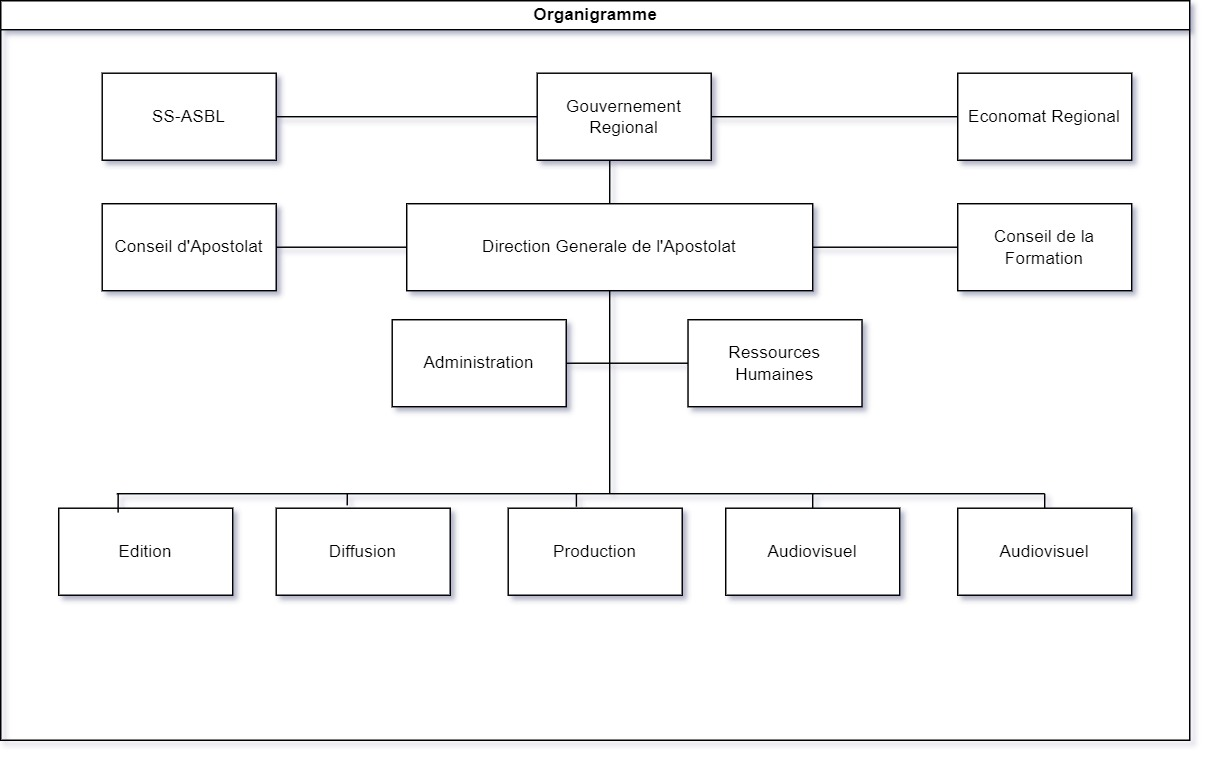 Organigramme
SS-ASBL
Gouvernement
Regional
Economat Regional
Conseil d'Apostolat
Direction Generale de l'Apostolat
Conseil de la
Formation
Administration
Ressources
Humaines
Edition
Diffusion
Production
Audiovisuel
Audiovisuel